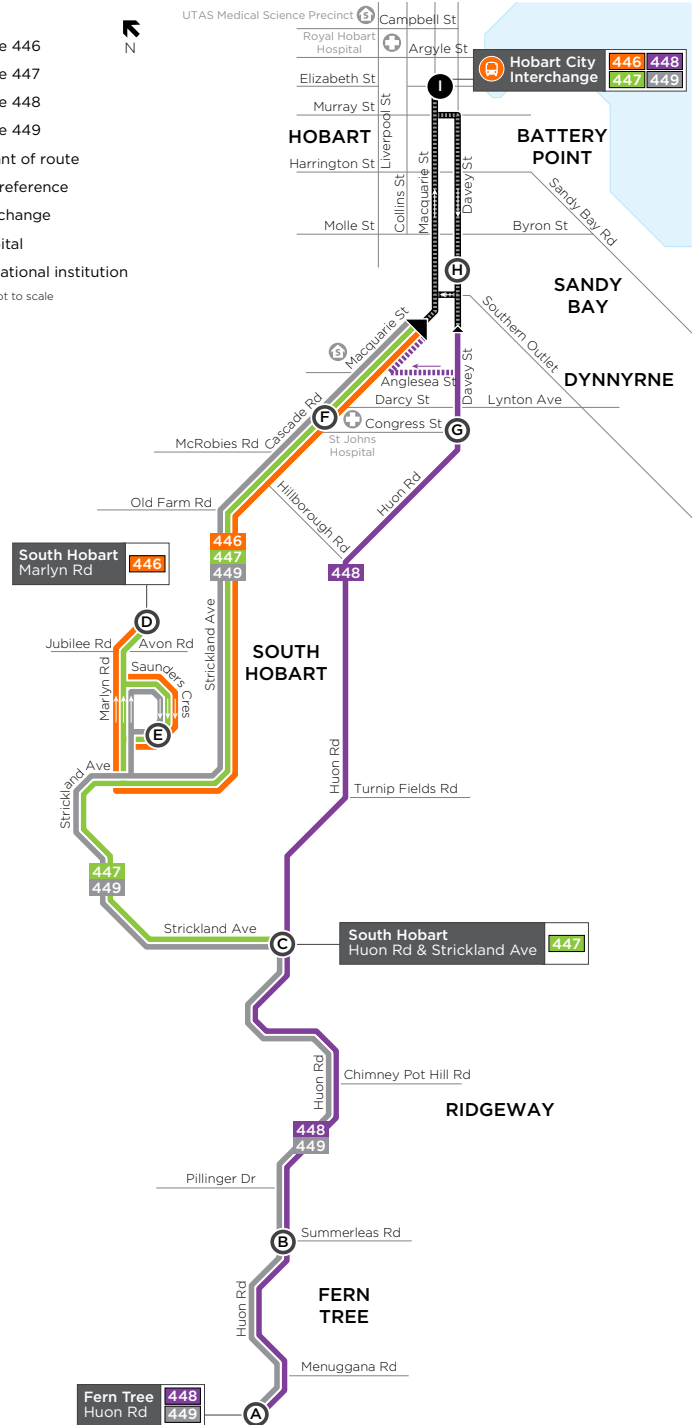 UTAS Medical Science Precinct
Campbell St
Royal Hobart
Hospital
Argyle St
Elizabeth St
Hobart City
Interchange
446 448
447 449
I
Murray St
HOBART
Liverpool St
Collins St
Macquarie St
Davey St
BATTERY
POINT
Harrington St
Sandy Bay Rd
Molle St
Byron St
N
446
447
448
449
of route
reference
change
ational institution
to scale
H
SANDY
BAY
Southern Outlet
Macquarie St
DYNNYRNE
Anglesea St
Davey St
Darcy St
Lynton Ave
F
Cascade Rd
Congress St
G
St Johns
Hospital
McRobies Rd
Huon Rd
Hillborough Rd
Old Farm Rd
446
447
449
448
South Hobart
Marlyn Rd
446
D
Jubilee Rd
Avon Rd
Marlyn Rd
Saunders Cres
E
Strickland Ave
SOUTH
HOBART
Strickland Ave
Huon Rd
Turnip Fields Rd
447
449
Strickland Ave
C
South Hobart
Huon Rd & Strickland Ave
447
Huon Rd
Chimney Pot Hill Rd
RIDGEWAY
448
449
Pillinger Dr
B
Summerleas Rd
Huon Rd
FERN
TREE
Menuggana Rd
Fern Tree
Huon Rd
448
449
A